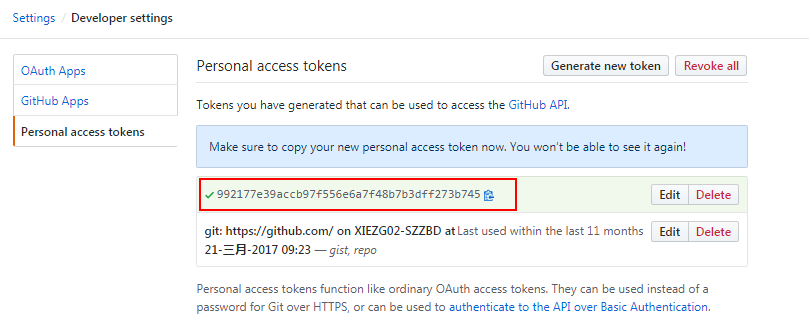 Settings / Developer settings
OAuth Apps
GitHub Apps
Personal access tokens
Personal access tokens
Generate new token
Revoke all
Tokens you have generated that can be used to access the GitHub API.
Make sure to copy your new personal access token now. You won't be able to see it again!
992177e39accb97f556e6a7f48b7b3dff273b745
Edit
Delete
git: https://github.com/ on XIEZG02-SZZBD at Last used within the last 11 months
Edit
Delete
21-三月-2017 09:23 — gist, repo
Personal access tokens function like ordinary OAuth access tokens. They can be used instead of a
password for Git over HTTPS, or can be used to authenticate to the API over Basic Authentication.